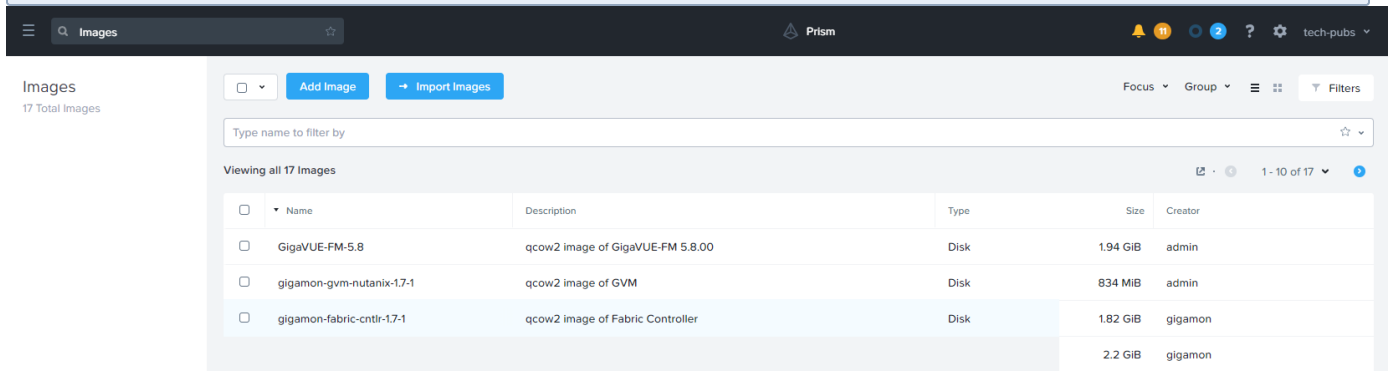 Images
Prism
11
2
?
tech-pubs
Images
17 Total Images
Add Image
Import Images
Focus
Group
Filters
Type name to filter by
Viewing all 17 Images
1 - 10 of 17
Name Description Type Size Creator
GigaVUE-FM-5.8 qcow2 image of GigaVUE-FM 5.8.00 Disk 1.94 GiB admin
gigamon-gvm-nutanix-1.7-1 qcow2 image of GVM Disk 834 MiB admin
gigamon-fabric-cntlr-1.7-1 qcow2 image of Fabric Controller Disk 1.82 GiB gigamon
2.2 GiB gigamon